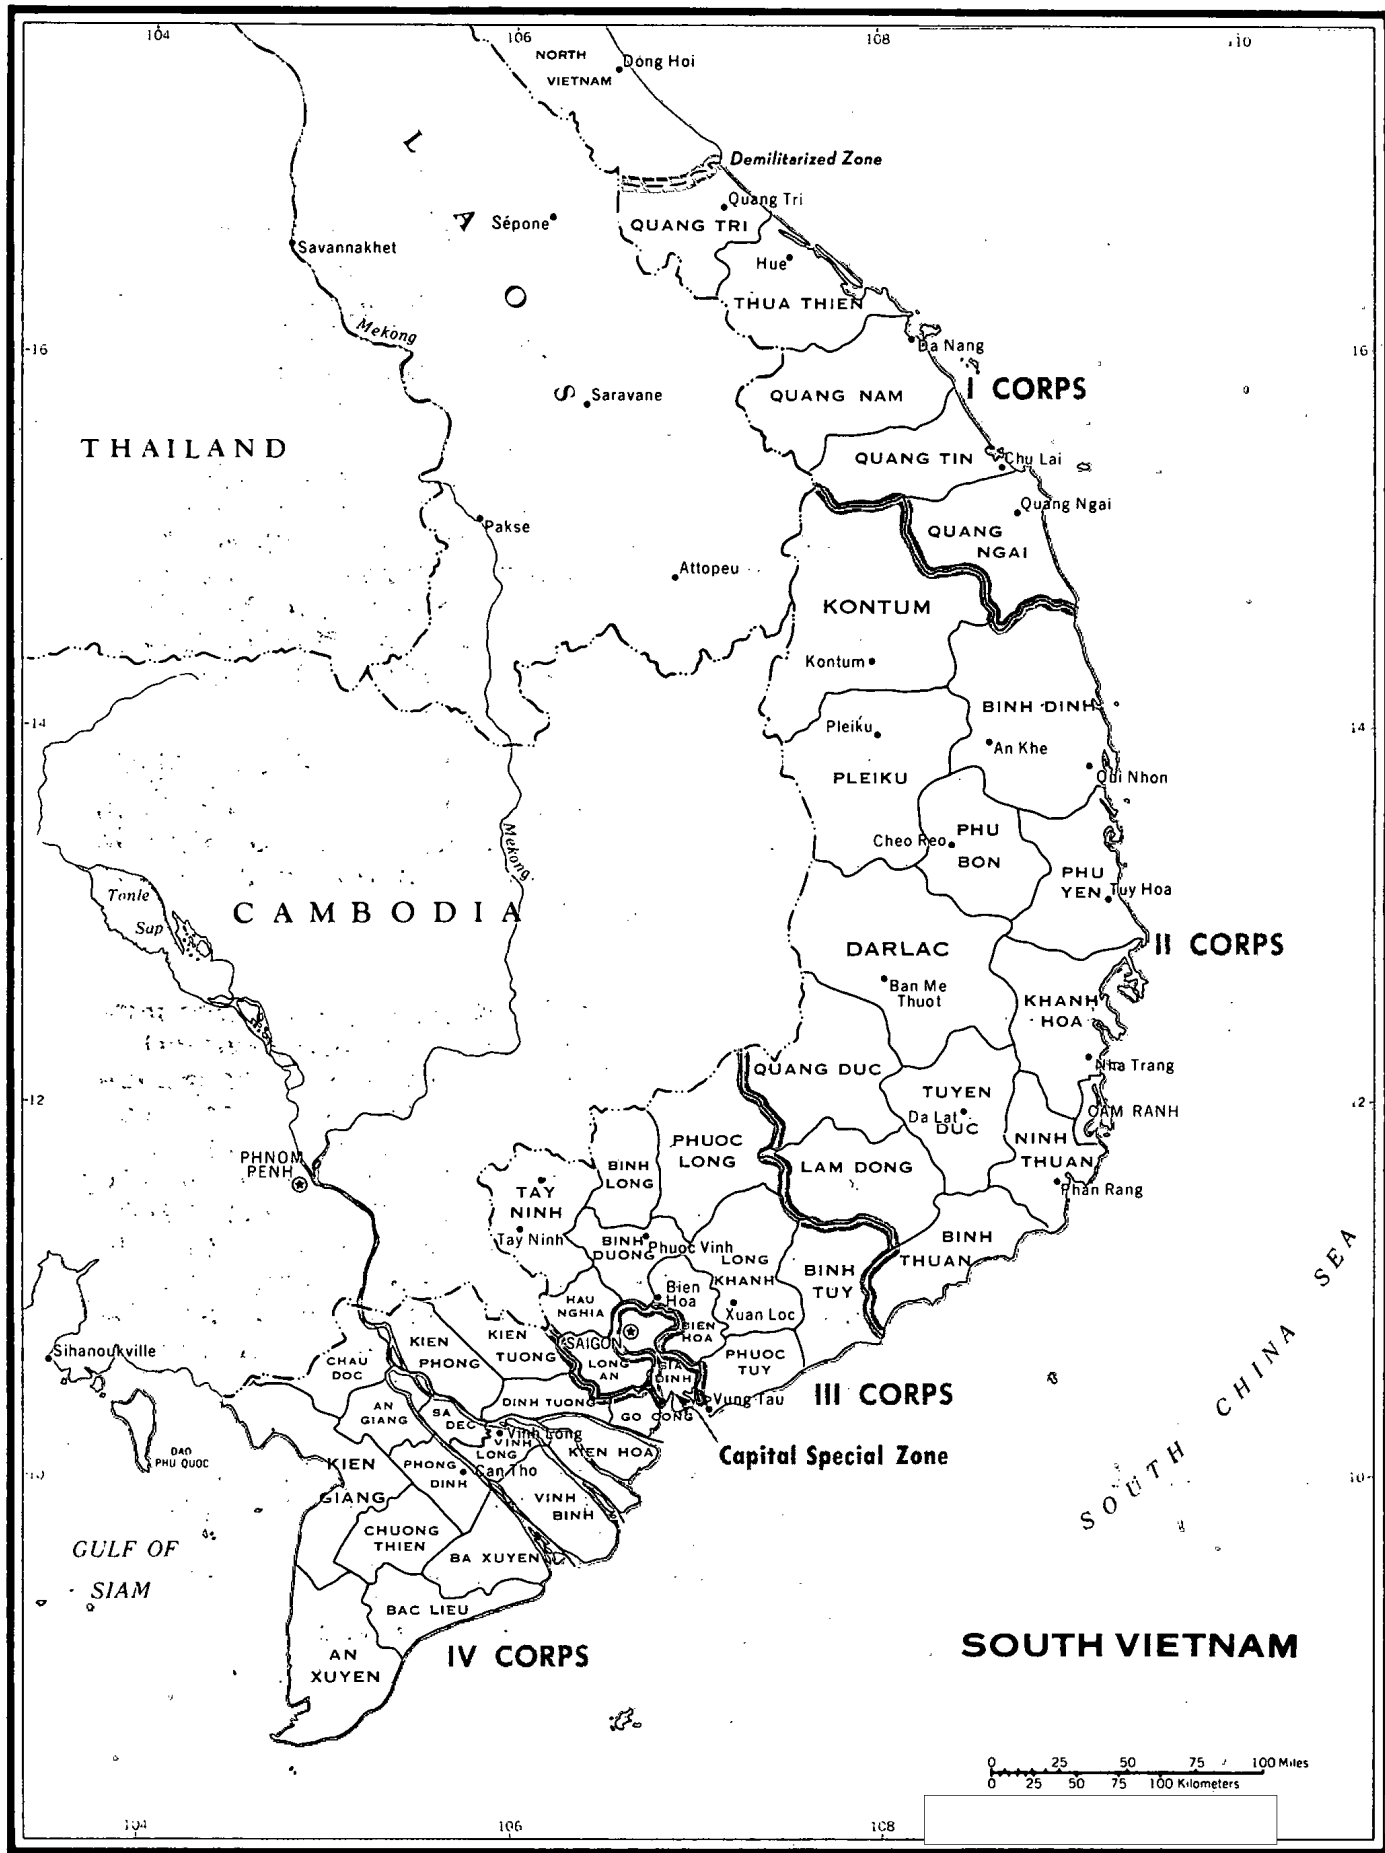 104
106
108
110
NORTH
VIETNAM
Dong Hoi
L
A
O
S
Demilitarized Zone
Sépone
Quang Tri
QUANG TRI
Savannakhet
Hue
THUA THIEN
Mekong
16
Da Nang
16
I CORPS
Saravane
QUANG NAM
THAILAND
QUANG TIN
Chu Lai
Pakse
Quang Ngai
QUANG
NGAI
Attopeu
KONTUM
Kontum
14
BINH DINH
14
Pleiku
An Khe
PLEIKU
Qui Nhon
Mekong
Cheo Reo
PHU
BON
PHU
YEN
Tuy Hoa
Tonle
Sap
CAMBODIA
DARLAC
II CORPS
Ban Me
Thuot
KHANH
HOA
QUANG DUC
Nha Trang
12
TUYEN
DUC
Da Lat
CAM RANH
12
PHUOC
LONG
NINH
THUAN
PHNOM
PENH
BINH
LONG
LAM DONG
Phan Rang
TAY
NINH
Tay Ninh
BINH
DUONG
Phuoc Vinh
LONG
KHANH
BINH
TUY
BINH
THUAN
HAU
NGHIA
Bien
Hoa
Xuan Loc
BIEN
HOA
SAIGON
PHUOC
TUY
Sihanoukville
CHAU
DOC
KIEN
PHONG
KIEN
TUONG
LONG
AN
GIA
DINH
III CORPS
Vung Tau
AN
GIANG
SA
DEC
DINH TUONG
GO CONG
Capital Special Zone
DAO
PHU QUOC
Vinh Long
VINH
LONG
KIEN HOA
10
KIEN
GIANG
PHONG
DINH
Can Tho
VINH
BINH
10
SOUTH CHINA SEA
CHUONG
THIEN
BA XUYEN
GULF OF
SIAM
BAC LIEU
AN
XUYEN
IV CORPS
SOUTH VIETNAM
0 25 50 75 100 Miles
0 25 50 75 100 Kilometers
104
106
108